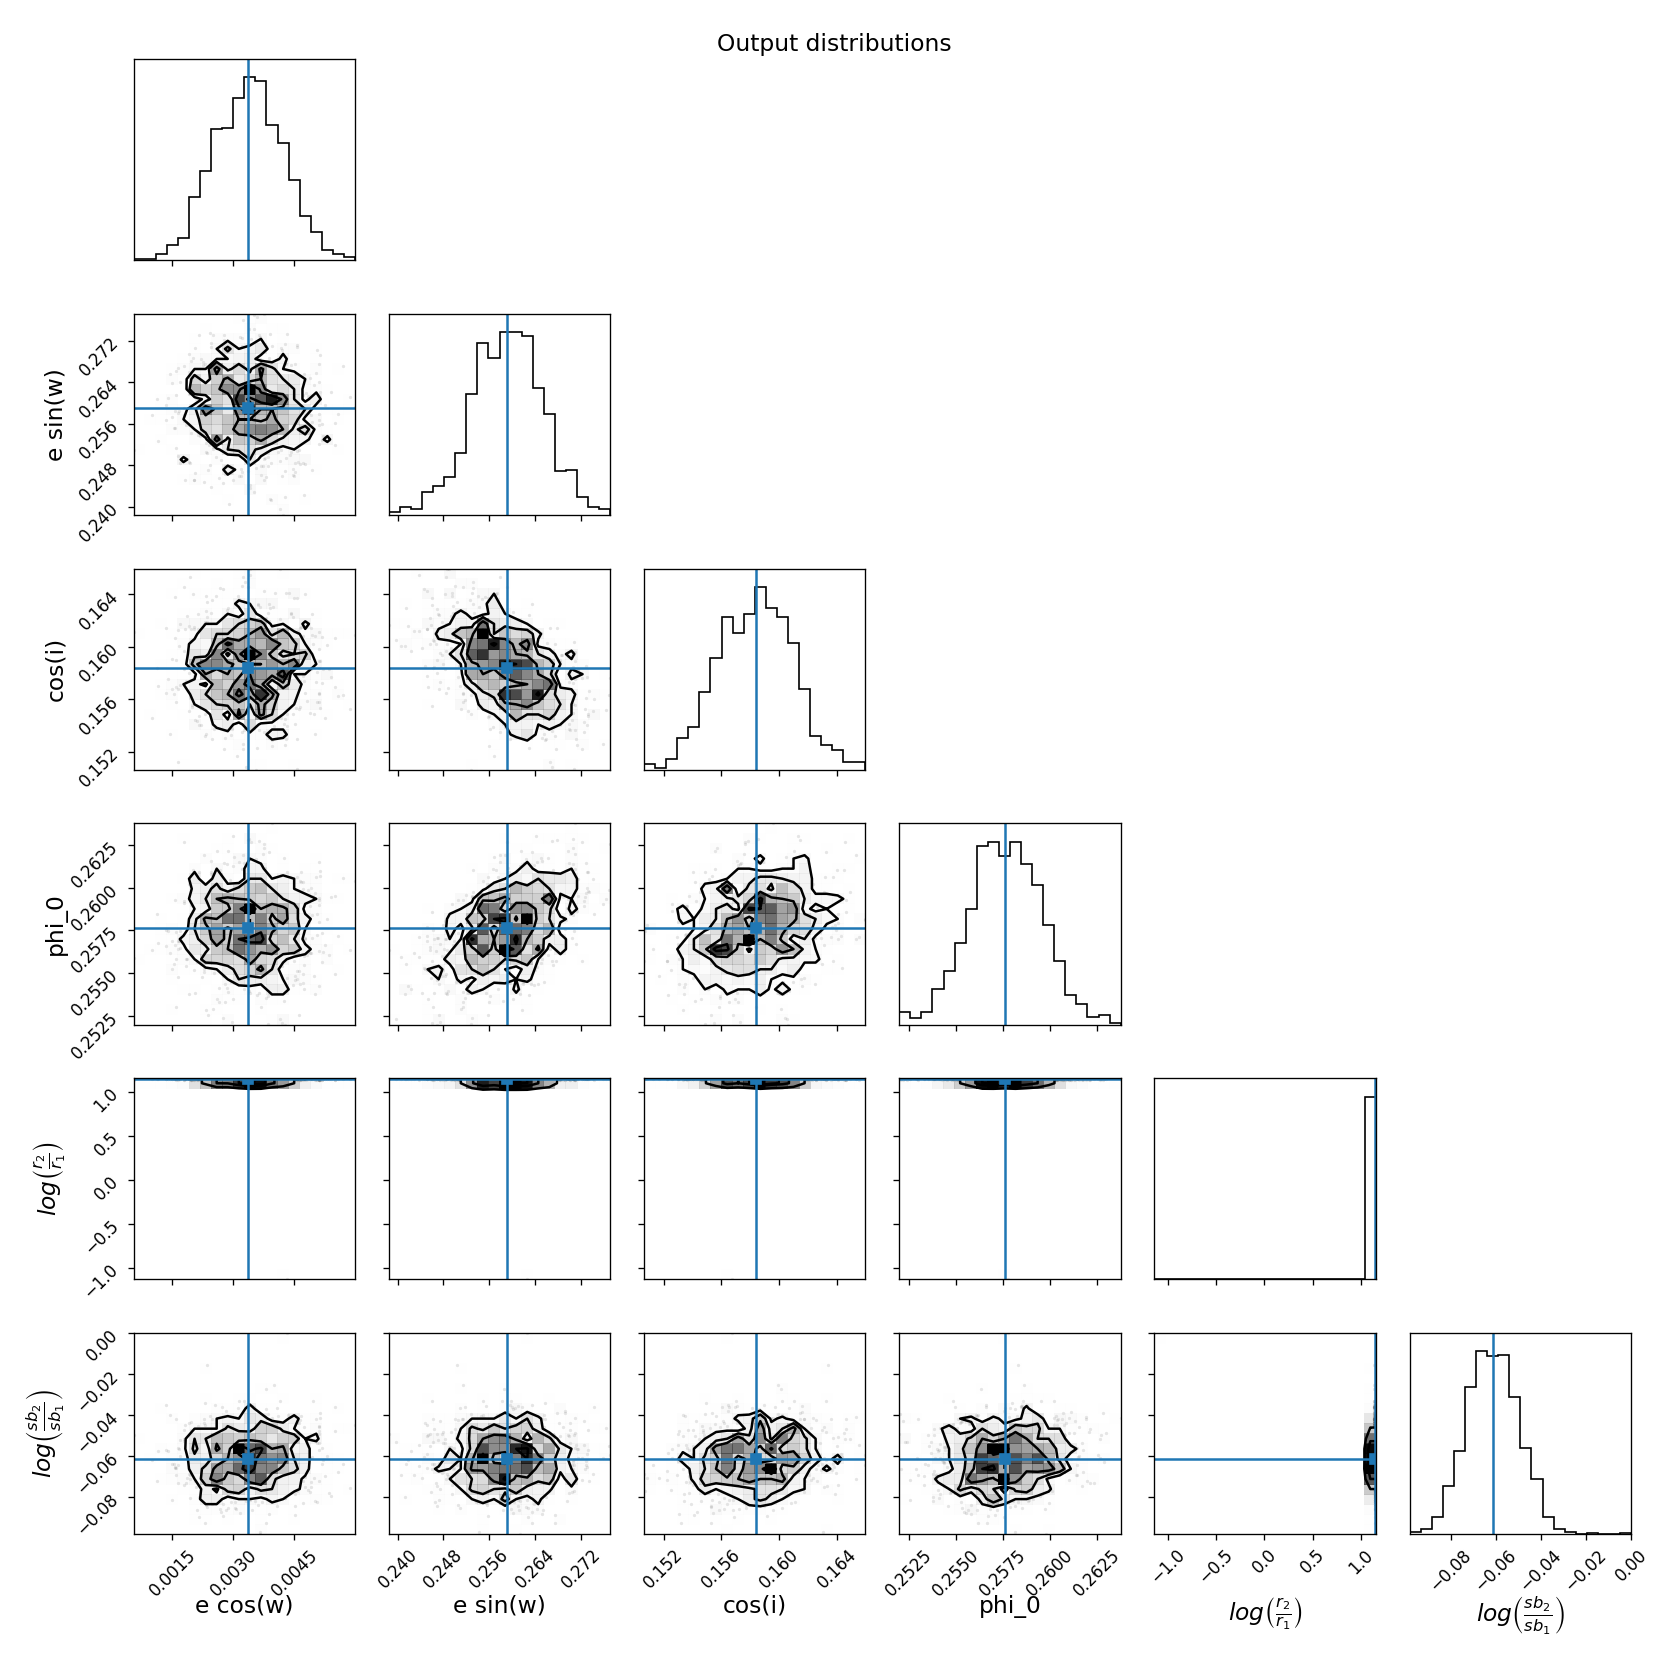 Output distributions
e sin(w)
0.272
0.264
0.256
0.248
0.240
cos(i)
0.164
0.160
0.156
0.152
phi_0
0.2625
0.2600
0.2575
0.2550
0.2525
log(r₂/r₁)
1.0
0.5
0.0
−0.5
−1.0
log(sb₂/sb₁)
0.00
−0.02
−0.04
−0.06
−0.08
0.0015 0.0030 0.0045
0.240 0.248 0.256 0.264 0.272
0.152 0.156 0.160 0.164
0.2525 0.2550 0.2575 0.2600 0.2625
−1.0 −0.5 0.0 0.5 1.0
−0.08 −0.06 −0.04 −0.02 0.00
e cos(w)
e sin(w)
cos(i)
phi_0
log(r₂/r₁)
log(sb₂/sb₁)